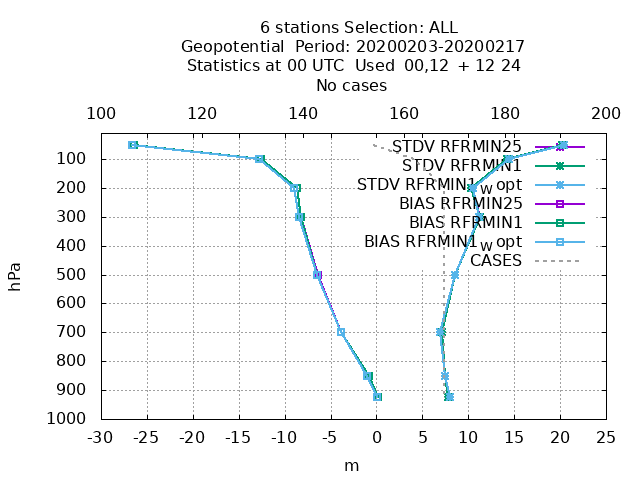 6 stations Selection: ALL
Geopotential  Period: 20200203-20200217
Statistics at 00 UTC  Used  00,12  + 12 24
No cases
100 120 140 160 180 200
STDV RFRMIN25
STDV RFRMIN1
STDV RFRMIN1w opt
BIAS RFRMIN25
BIAS RFRMIN1
BIAS RFRMIN1w opt
CASES
hPa
100
200
300
400
500
600
700
800
900
1000
-30 -25 -20 -15 -10 -5 0 5 10 15 20 25
m